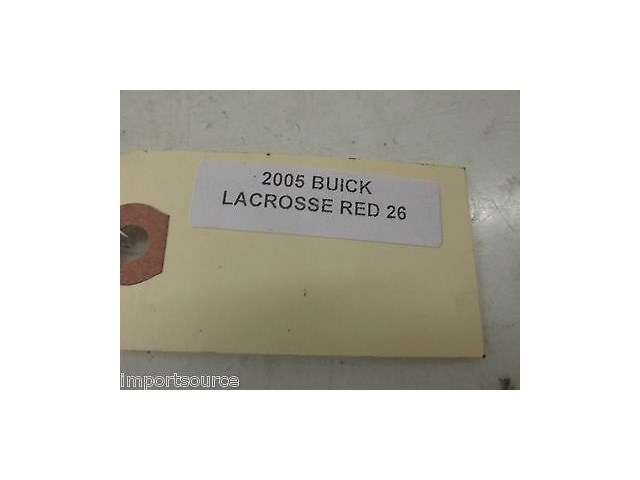 2005 BUICK
LACROSSE RED 26
importsource